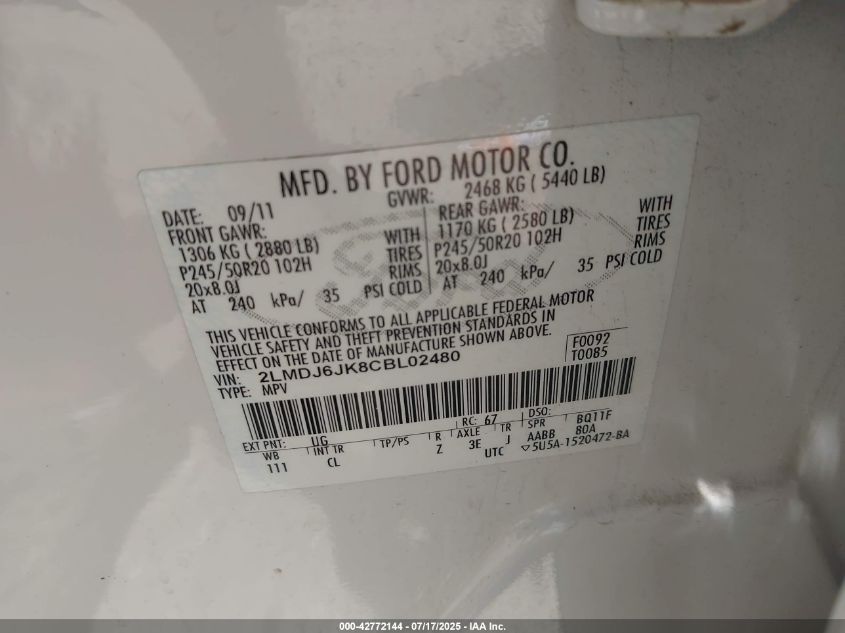 MFD. BY FORD MOTOR CO.
DATE: 09/11 GVWR: 2468 KG ( 5440 LB)
FRONT GAWR: REAR GAWR:
1306 KG ( 2880 LB) WITH 1170 KG ( 2580 LB) WITH
P245/50R20 102H TIRES P245/50R20 102H TIRES
20x8.0J RIMS 20x8.0J RIMS
AT 240 kPa/ 35 PSI COLD AT 240 kPa/ 35 PSI COLD
THIS VEHICLE CONFORMS TO ALL APPLICABLE FEDERAL MOTOR
VEHICLE SAFETY AND THEFT PREVENTION STANDARDS IN
EFFECT ON THE DATE OF MANUFACTURE SHOWN ABOVE.
VIN: 2LMDJ6JK8CBL02480 F0092
TYPE: MPV T0085
EXT PNT: UG RC: 67 DSO: BQ11F
WB INT TR TP/PS R AXLE TR SPR 80A
111 CL Z 3E J AABB
UTC ▽5U5A-1520472-BA
000-42772144 - 07/17/2025 - IAA Inc.